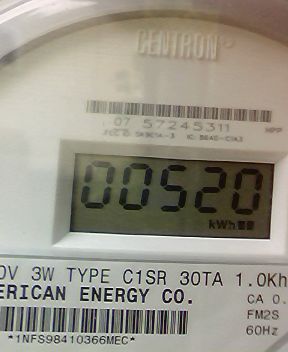 CENTRON
07 57245311
00520
kWh
0V 3W TYPE C1SR 30TA 1.0Kh
ERICAN ENERGY CO. CA 0.
FM2S
60Hz
*1NFS98410366MEC*